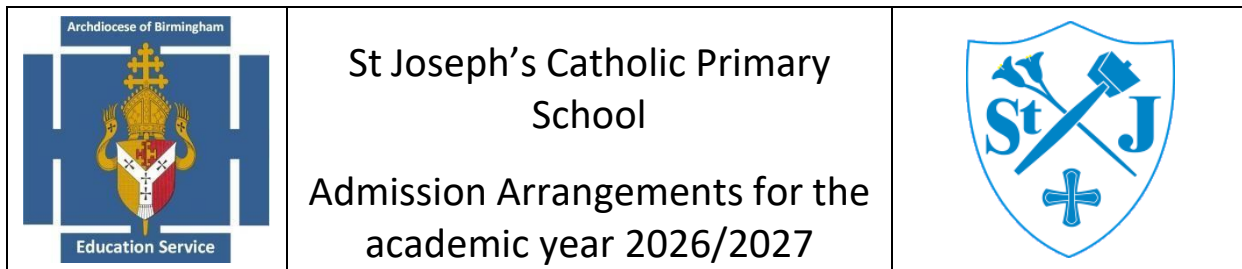 Archdiocese of Birmingham
Education Service
St Joseph’s Catholic Primary
School
Admission Arrangements for the
academic year 2026/2027
St J